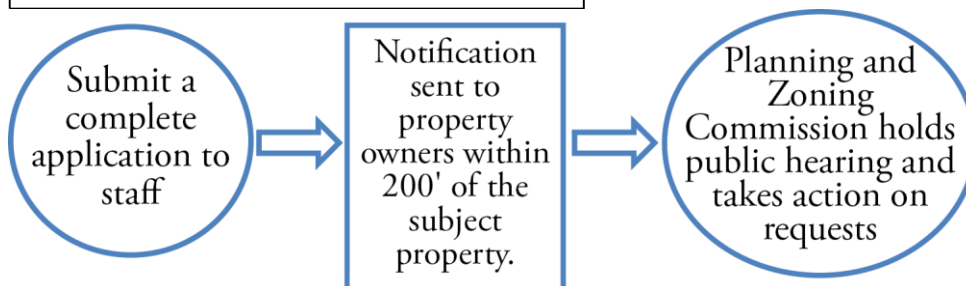 Submit a
complete
application to
staff
Notification
sent to
property
owners within
200' of the
subject
property.
Planning and
Zoning
Commission holds
public hearing and
takes action on
requests